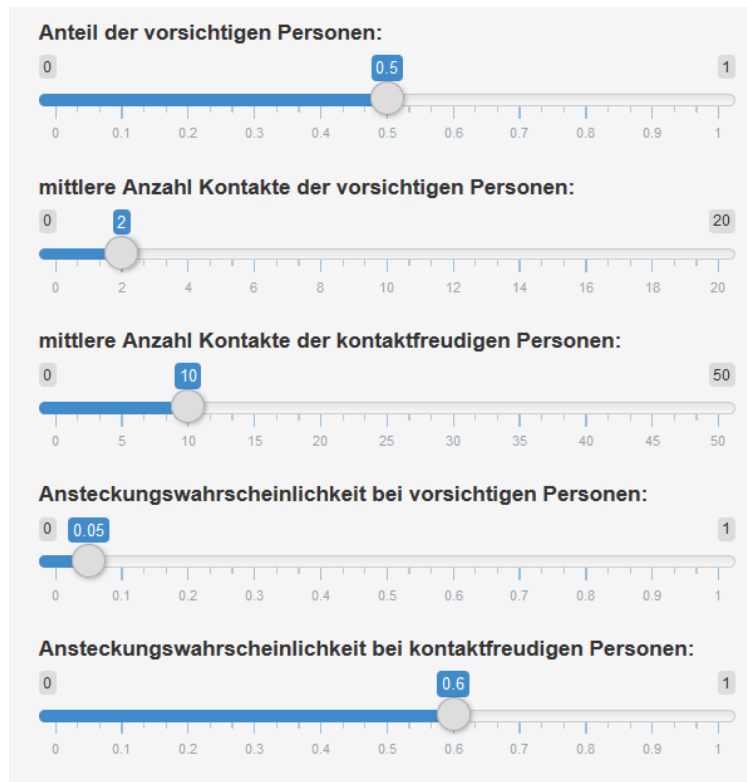 Anteil der vorsichtigen Personen:
0 0.5 1
0 0.1 0.2 0.3 0.4 0.5 0.6 0.7 0.8 0.9 1
mittlere Anzahl Kontakte der vorsichtigen Personen:
0 2 20
0 2 4 6 8 10 12 14 16 18 20
mittlere Anzahl Kontakte der kontaktfreudigen Personen:
0 10 50
0 5 10 15 20 25 30 35 40 45 50
Ansteckungswahrscheinlichkeit bei vorsichtigen Personen:
0 0.05 1
0 0.1 0.2 0.3 0.4 0.5 0.6 0.7 0.8 0.9 1
Ansteckungswahrscheinlichkeit bei kontaktfreudigen Personen:
0 0.6 1
0 0.1 0.2 0.3 0.4 0.5 0.6 0.7 0.8 0.9 1